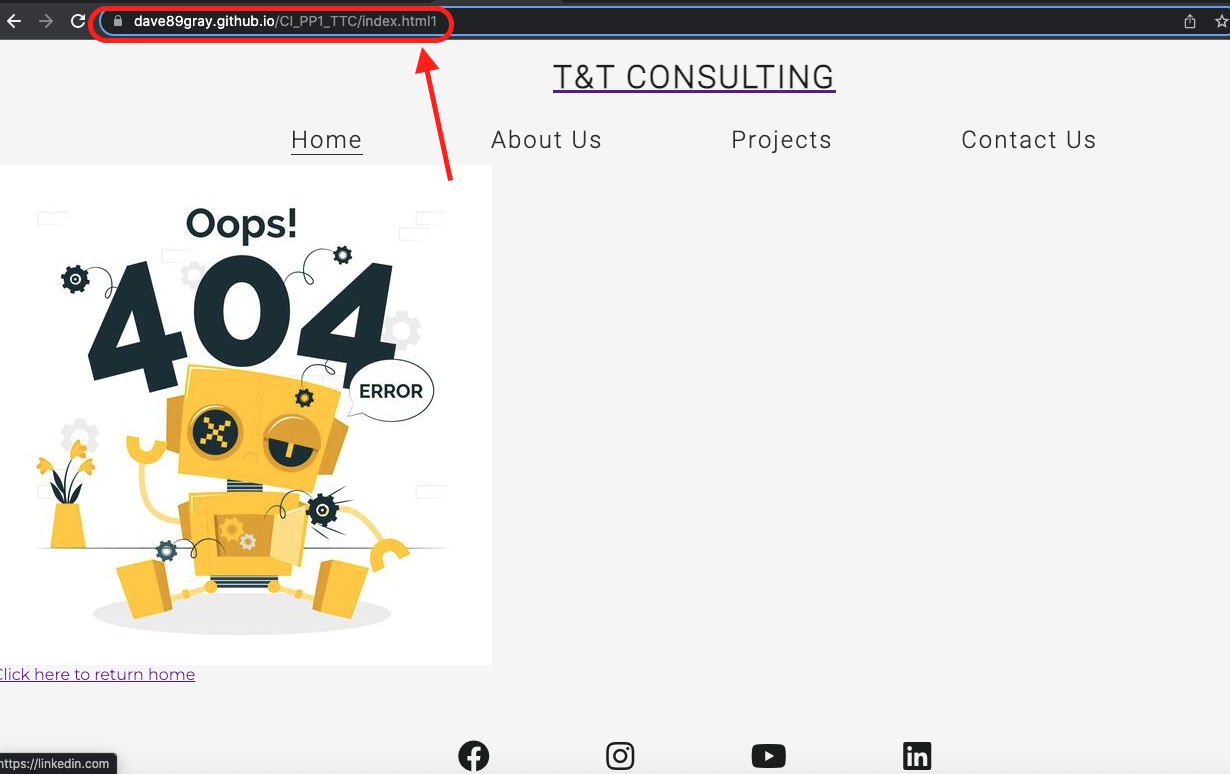 dave89gray.github.io/CI_PP1_TTC/index.html1
T&T CONSULTING
Home About Us Projects Contact Us
Oops!
404
ERROR
Click here to return home
https://linkedin.com